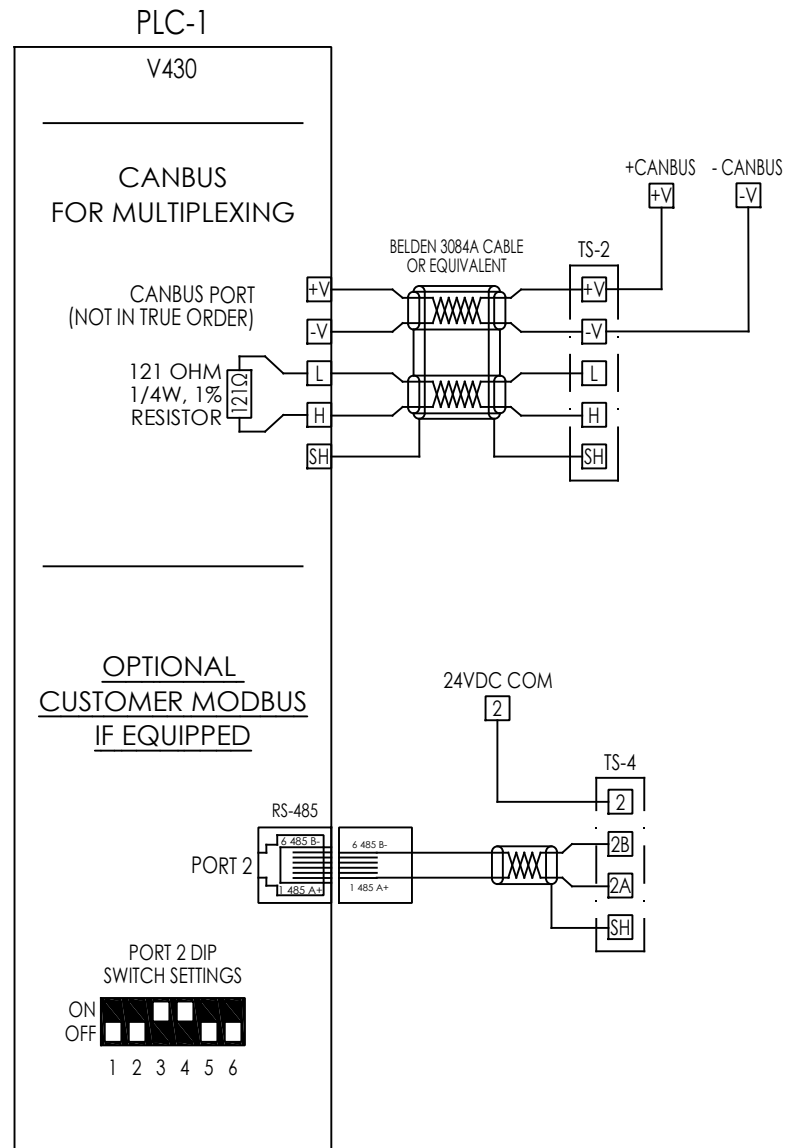 PLC-1
V430
CANBUS
FOR MULTIPLEXING
+CANBUS
- CANBUS
+V
-V
BELDEN 3084A CABLE
OR EQUIVALENT
TS-2
CANBUS PORT
(NOT IN TRUE ORDER)
+V
-V
L
H
SH
+V
-V
L
H
SH
121 OHM
1/4W, 1%
RESISTOR
121Ω
OPTIONAL
CUSTOMER MODBUS
IF EQUIPPED
24VDC COM
2
TS-4
2
2B
2A
SH
RS-485
PORT 2
6 485 B-
1 485 A+
6 485 B-
1 485 A+
PORT 2 DIP
SWITCH SETTINGS
ON
OFF
1 2 3 4 5 6